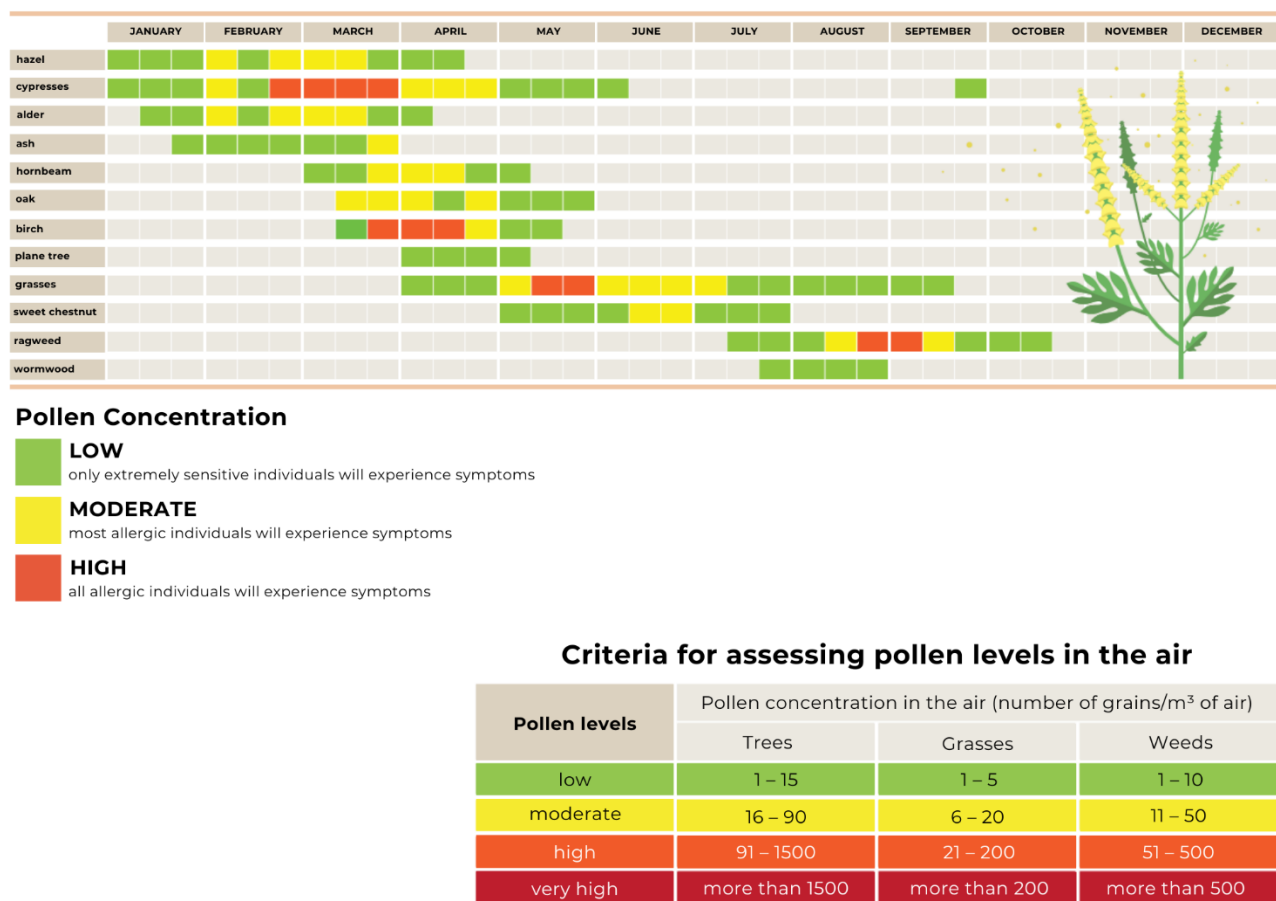 JANUARY FEBRUARY MARCH APRIL MAY JUNE JULY AUGUST SEPTEMBER OCTOBER NOVEMBER DECEMBER
hazel
cypresses
alder
ash
hornbeam
oak
birch
plane tree
grasses
sweet chestnut
ragweed
wormwood
Pollen Concentration
LOW
only extremely sensitive individuals will experience symptoms
MODERATE
most allergic individuals will experience symptoms
HIGH
all allergic individuals will experience symptoms
Criteria for assessing pollen levels in the air
Pollen levels
Pollen concentration in the air (number of grains/m³ of air)
Trees Grasses Weeds
low 1 – 15 1 – 5 1 – 10
moderate 16 – 90 6 – 20 11 – 50
high 91 – 1500 21 – 200 51 – 500
very high more than 1500 more than 200 more than 500